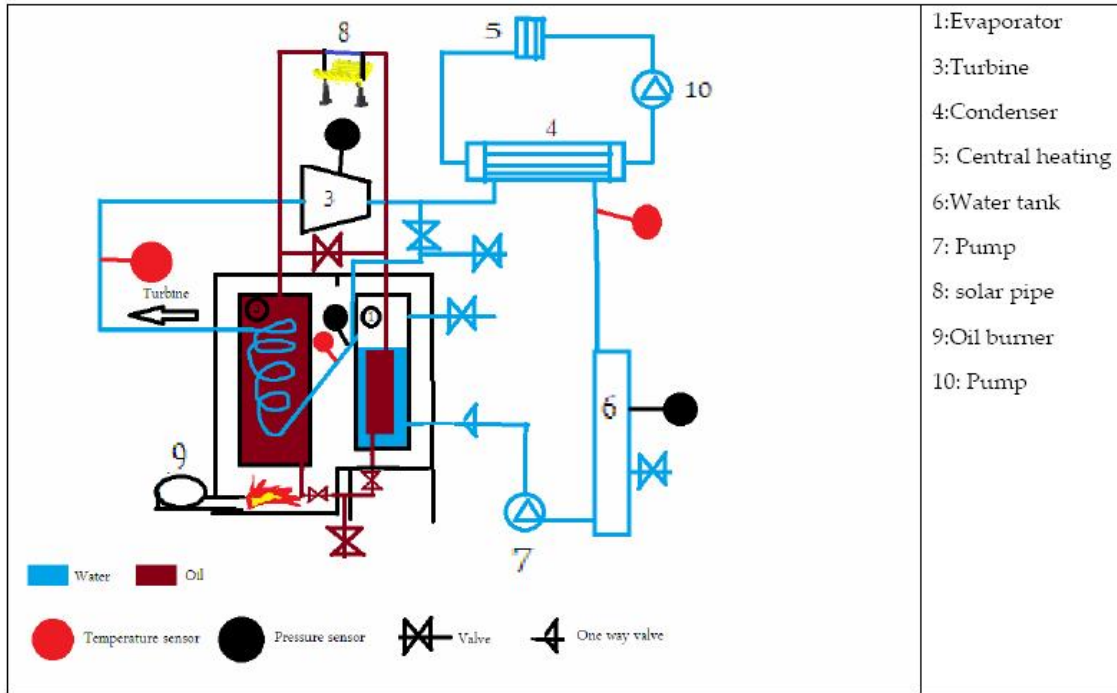 8
5
10
4
3
Turbine
1
6
9
7
Water
Oil
Temperature sensor
Pressure sensor
Valve
One way valve
1:Evaporator
3:Turbine
4:Condenser
5: Central heating
6:Water tank
7: Pump
8: solar pipe
9:Oil burner
10: Pump